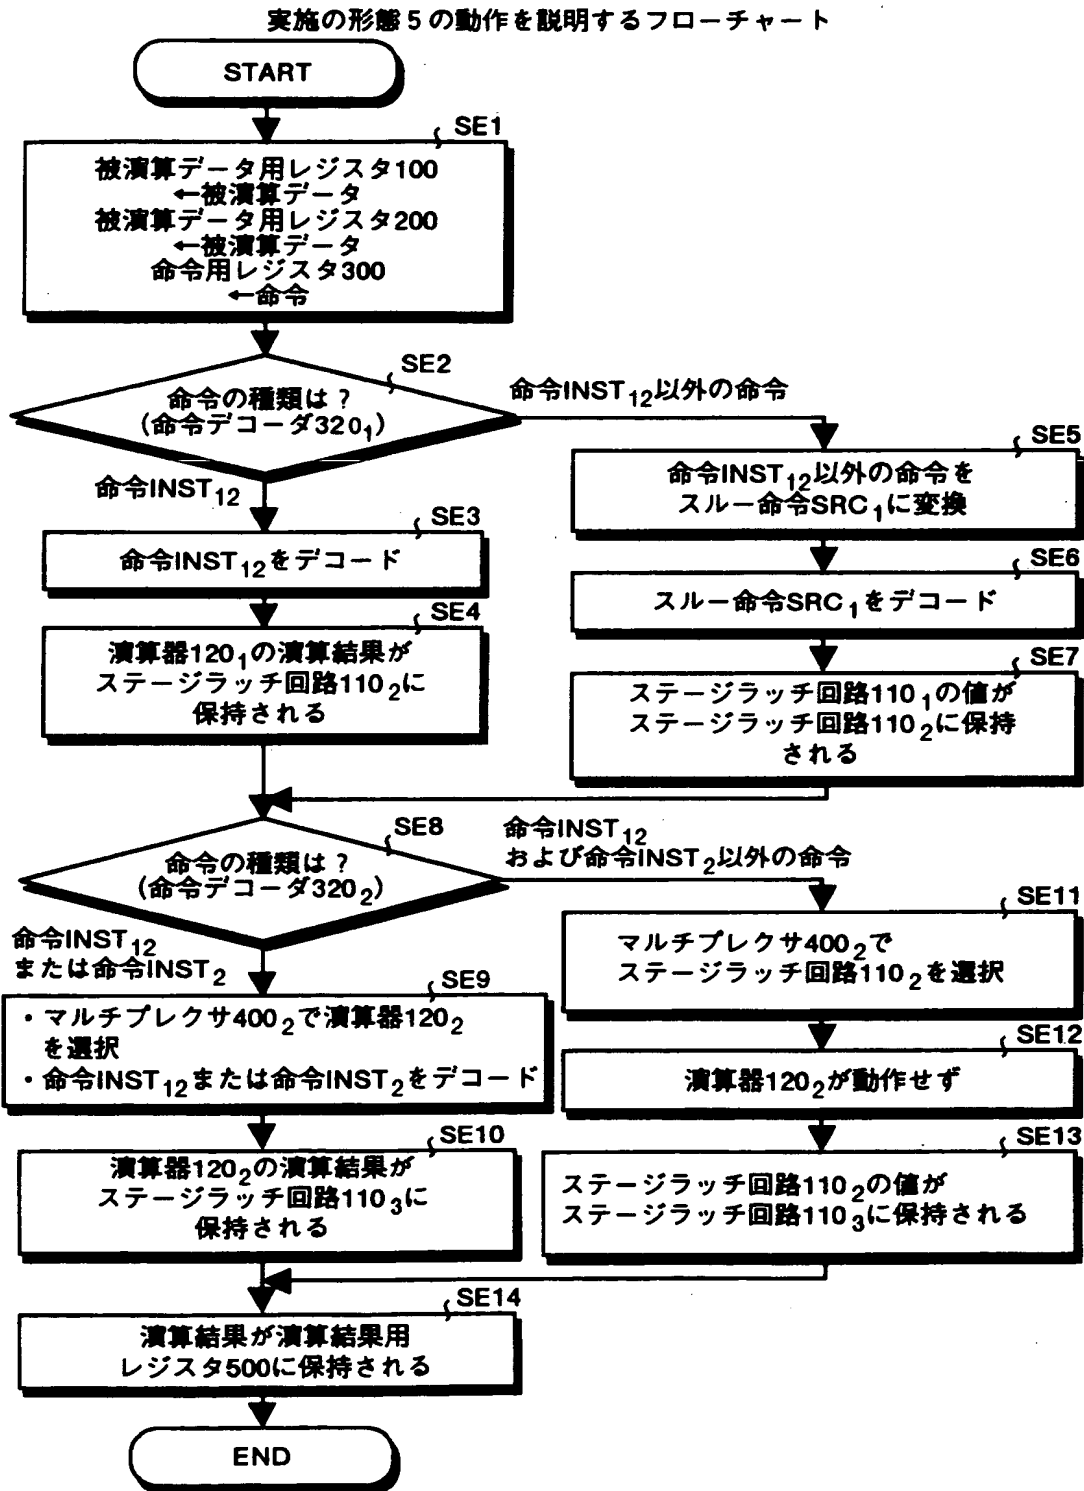 実施の形態5の動作を説明するフローチャート
START
SE1
被演算データ用レジスタ100
←被演算データ
被演算データ用レジスタ200
←被演算データ
命令用レジスタ300
←命令
SE2
命令の種類は?
(命令デコーダ320₁)
命令INST₁₂以外の命令
命令INST₁₂
SE3
命令INST₁₂をデコード
SE4
演算器120₁の演算結果が
ステージラッチ回路110₂に
保持される
SE5
命令INST₁₂以外の命令を
スルー命令SRC₁に変換
SE6
スルー命令SRC₁をデコード
SE7
ステージラッチ回路110₁の値が
ステージラッチ回路110₂に保持
される
SE8
命令の種類は?
(命令デコーダ320₂)
命令INST₁₂
および命令INST₂以外の命令
命令INST₁₂
または命令INST₂
SE9
・マルチプレクサ400₂で演算器120₂
を選択
・命令INST₁₂または命令INST₂をデコード
SE10
演算器120₂の演算結果が
ステージラッチ回路110₃に
保持される
SE11
マルチプレクサ400₂で
ステージラッチ回路110₂を選択
SE12
演算器120₂が動作せず
SE13
ステージラッチ回路110₂の値が
ステージラッチ回路110₃に保持される
SE14
演算結果が演算結果用
レジスタ500に保持される
END